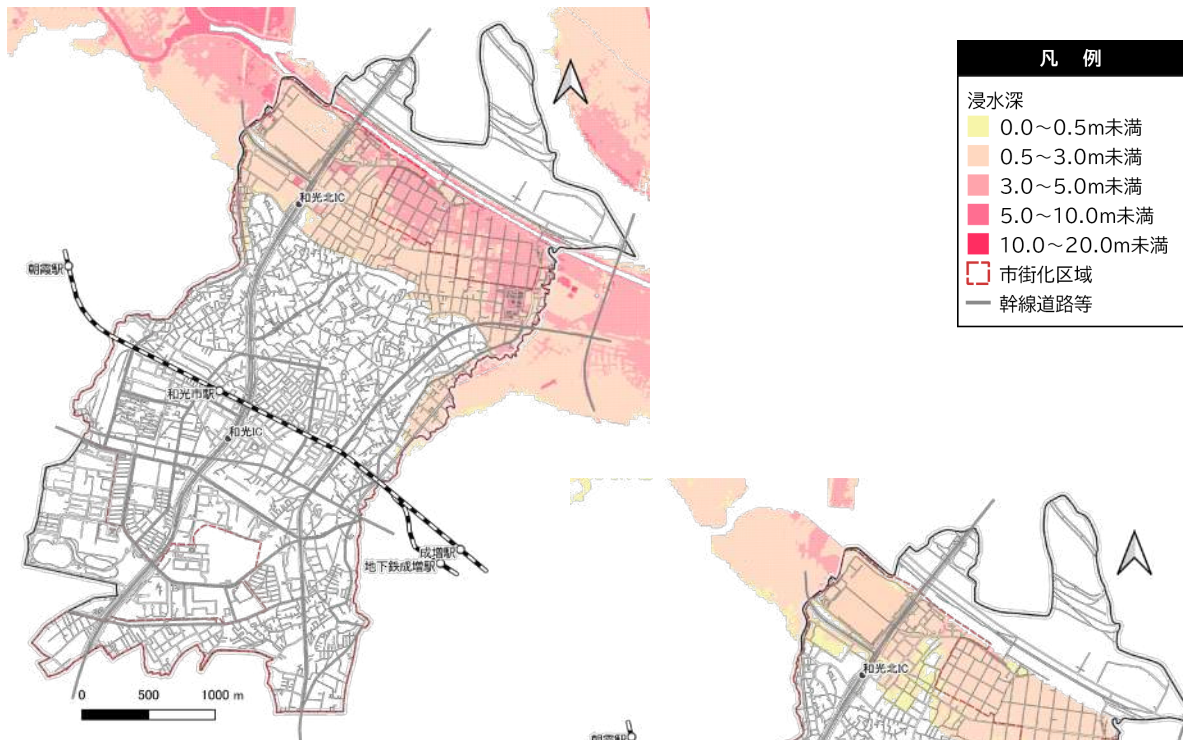 凡 例
浸水深
0.0～0.5m未満
0.5～3.0m未満
3.0～5.0m未満
5.0～10.0m未満
10.0～20.0m未満
市街化区域
幹線道路等
和光北IC
朝霞駅
和光市駅
和光IC
成増駅
地下鉄成増駅
0 500 1000 m
和光北IC
朝霞駅